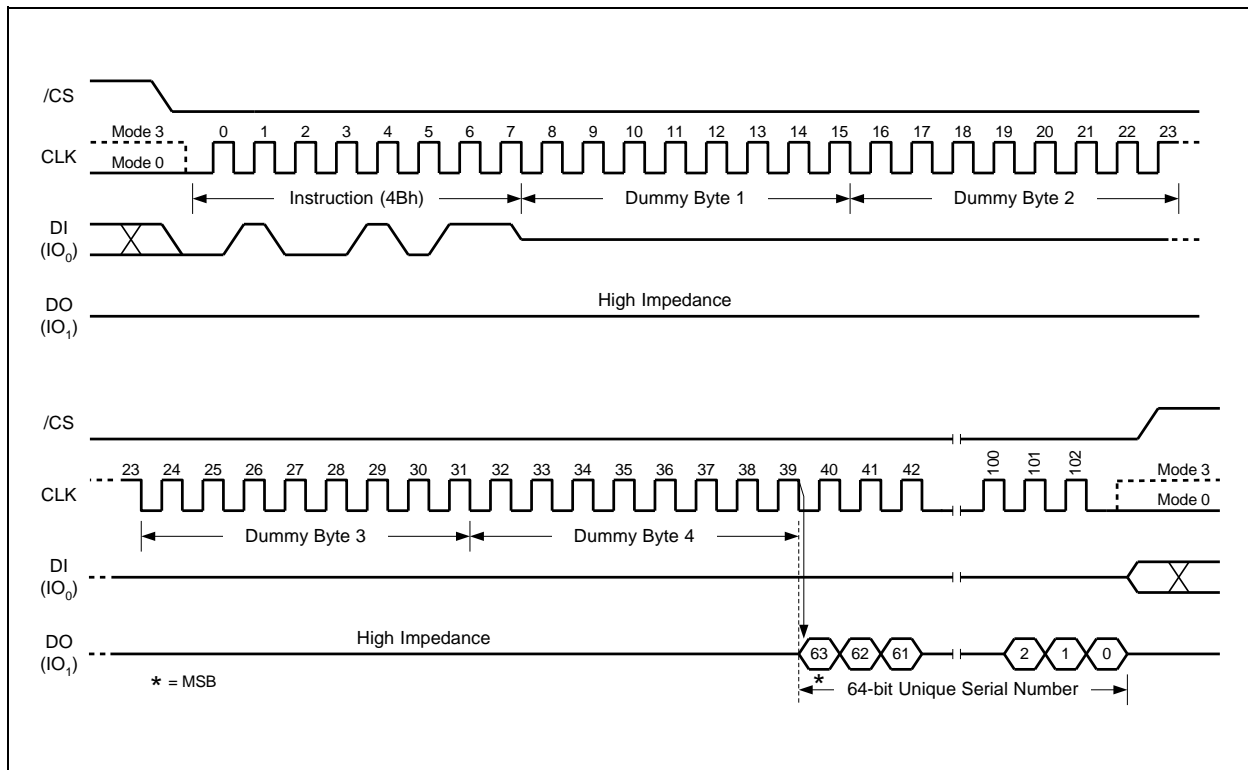 /CS
Mode 3
0 1 2 3 4 5 6 7 8 9 10 11 12 13 14 15 16 17 18 19 20 21 22 23
CLK
Mode 0
Instruction (4Bh) Dummy Byte 1 Dummy Byte 2
DI
(IO0)
High Impedance
DO
(IO1)
/CS
23 24 25 26 27 28 29 30 31 32 33 34 35 36 37 38 39 40 41 42 100 101 102
Mode 3
CLK
Mode 0
Dummy Byte 3 Dummy Byte 4
DI
(IO0)
High Impedance
DO
(IO1)
63 62 61 2 1 0
* = MSB
*
64-bit Unique Serial Number